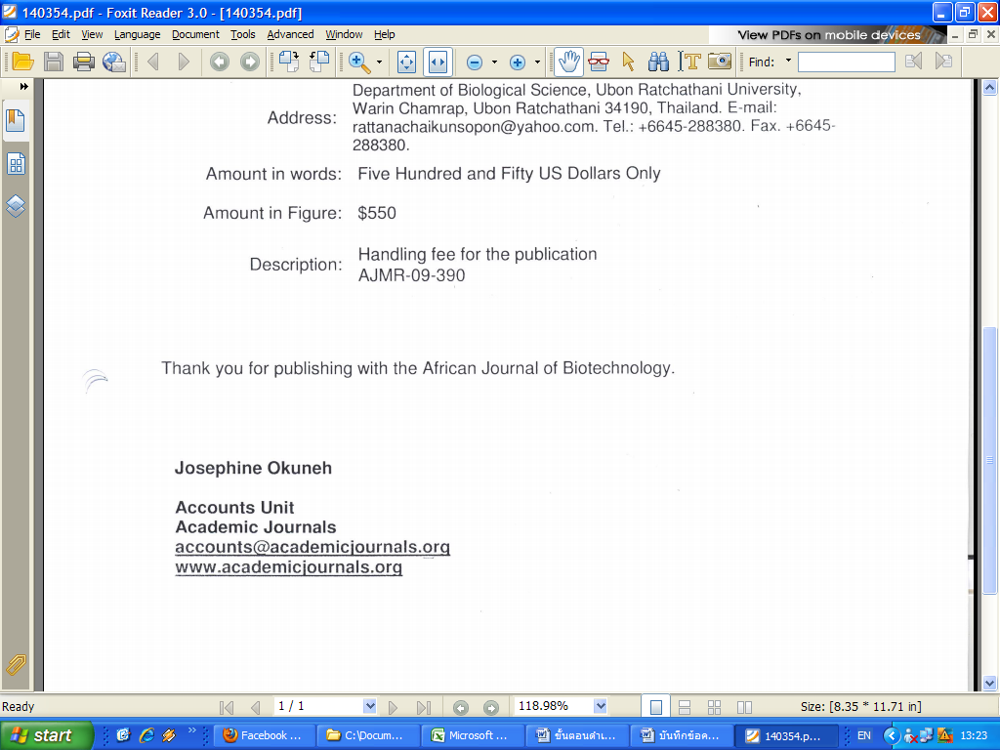 140354.pdf - Foxit Reader 3.0 - [140354.pdf]
File Edit View Language Document Tools Advanced Window Help
View PDFs on mobile devices
Find:
Department of Biological Science, Ubon Ratchathani University,
Warin Chamrap, Ubon Ratchathani 34190, Thailand. E-mail:
Address:
rattanachaikunsopon@yahoo.com. Tel.: +6645-288380. Fax. +6645-
288380.
Amount in words: Five Hundred and Fifty US Dollars Only
Amount in Figure: $550
Description:
Handling fee for the publication
AJMR-09-390
Thank you for publishing with the African Journal of Biotechnology.
Josephine Okuneh
Accounts Unit
Academic Journals
accounts@academicjournals.org
www.academicjournals.org
Ready
1 / 1
118.98%
Size: [8.35 * 11.71 in]
start
Facebook ...
C:\Docum...
Microsoft ...
ขั้นตอนดำเ...
บันทึกข้อค...
140354.p...
EN
13:23